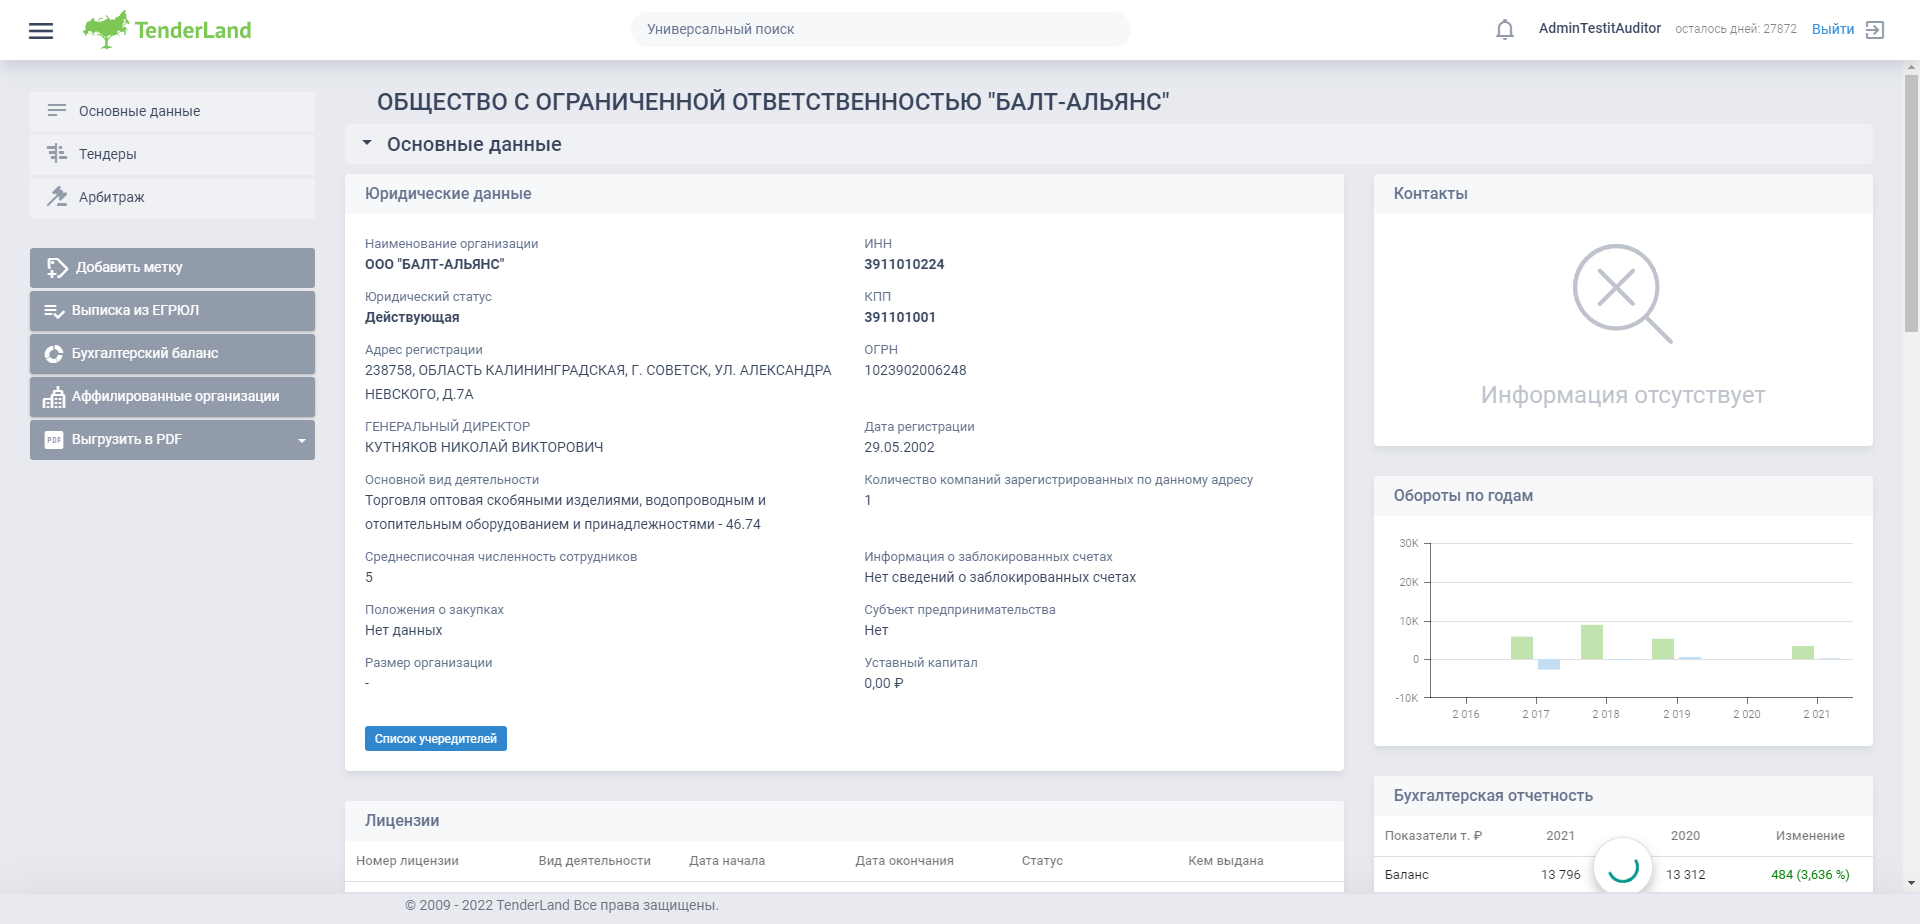 TenderLand
Универсальный поиск
AdminTestitAuditor
осталось дней: 27872
Выйти
Основные данные
Тендеры
Арбитраж
Добавить метку
Выписка из ЕГРЮЛ
Бухгалтерский баланс
Аффилированные организации
PDF
Выгрузить в PDF
ОБЩЕСТВО С ОГРАНИЧЕННОЙ ОТВЕТСТВЕННОСТЬЮ "БАЛТ-АЛЬЯНС"
Основные данные
Юридические данные
Наименование организации
ООО "БАЛТ-АЛЬЯНС"
ИНН
3911010224
Юридический статус
Действующая
КПП
391101001
Адрес регистрации
238758, ОБЛАСТЬ КАЛИНИНГРАДСКАЯ, Г. СОВЕТСК, УЛ. АЛЕКСАНДРА
НЕВСКОГО, Д.7А
ОГРН
1023902006248
ГЕНЕРАЛЬНЫЙ ДИРЕКТОР
КУТНЯКОВ НИКОЛАЙ ВИКТОРОВИЧ
Дата регистрации
29.05.2002
Основной вид деятельности
Торговля оптовая скобяными изделиями, водопроводным и
отопительным оборудованием и принадлежностями - 46.74
Количество компаний зарегистрированных по данному адресу
1
Среднесписочная численность сотрудников
5
Информация о заблокированных счетах
Нет сведений о заблокированных счетах
Положения о закупках
Нет данных
Субъект предпринимательства
Нет
Размер организации
-
Уставный капитал
0,00 ₽
Список учередителей
Лицензии
Номер лицензии
Вид деятельности
Дата начала
Дата окончания
Статус
Кем выдана
Контакты
Информация отсутствует
Обороты по годам
30K
20K
10K
0
-10K
2 016
2 017
2 018
2 019
2 020
2 021
Бухгалтерская отчетность
Показатели т. ₽
2021
2020
Изменение
Баланс
13 796
13 312
484 (3,636 %)
© 2009 - 2022 TenderLand Все права защищены.